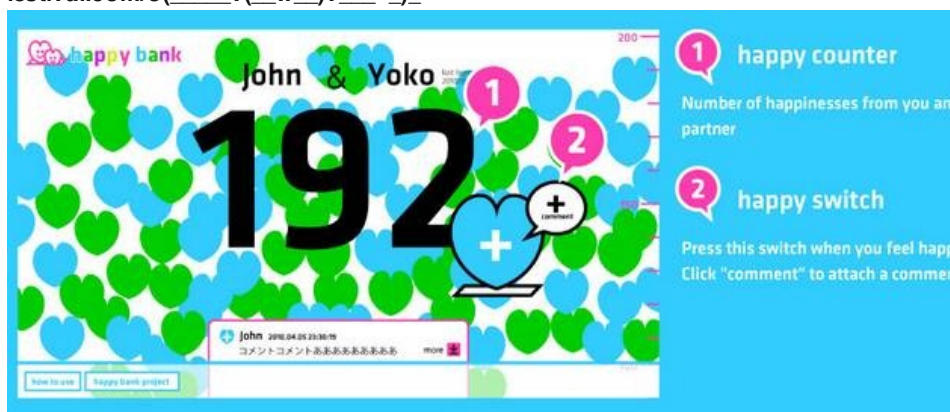 happy bank
John & Yoko
192
1
2
+
comment
+
200
John 2010.04.05 23:30:19
コメントコメントあああああああああ
more
how to use
happy bank project
1 happy counter
Number of happinesses from you an
partner
2 happy switch
Press this switch when you feel happ
Click "comment" to attach a commen